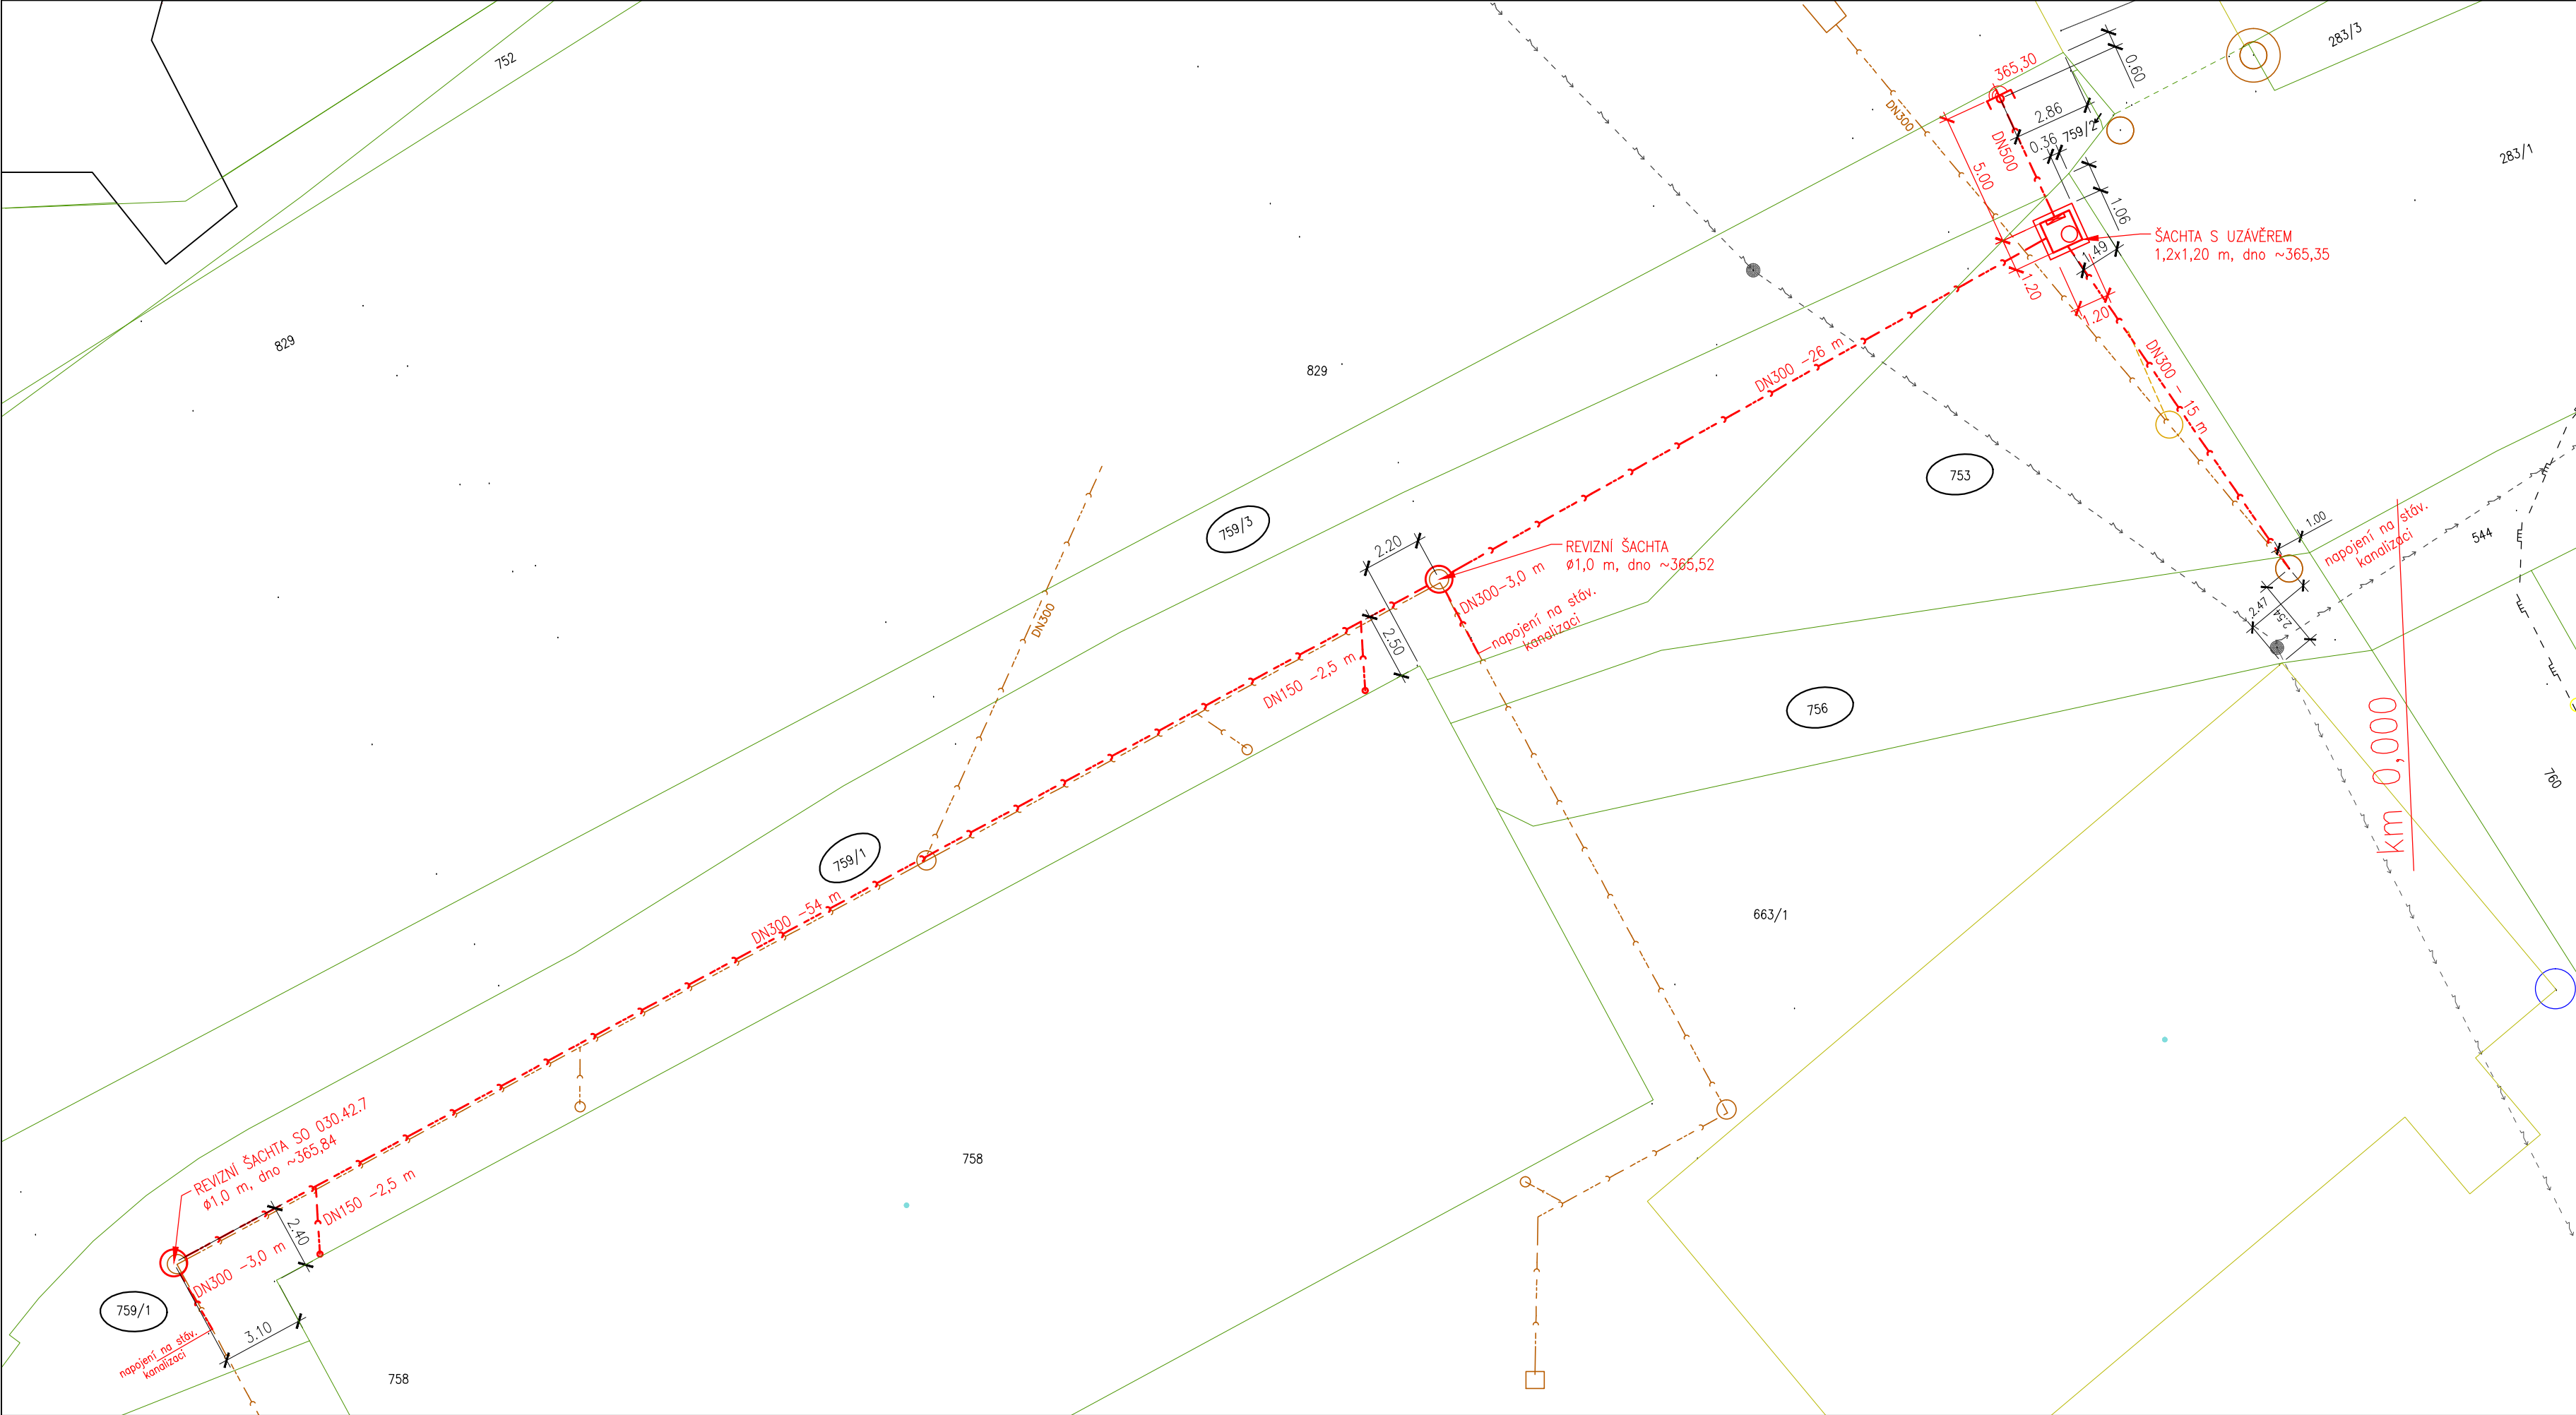 752
283/3
365,30
0.60
DN300
2.86
DN500
0.36
759/2
283/1
5.00
1.06
ŠACHTA S UZÁVĚREM
1,2x1,20 m, dno ~365,35
1.49
1.20
1.20
829
829
DN300 -26 m
DN300 - 15 m
753
759/3
1.00
napojení na stáv.
kanalizaci
544
2.20
REVIZNÍ ŠACHTA
ø1,0 m, dno ~365,52
DN300-3,0 m
napojení na stáv.
kanalizaci
2.47
2.54
DN300
2.50
DN150 -2,5 m
756
km 0,000
760
759/1
DN300 -54 m
663/1
REVIZNÍ ŠACHTA SO 030.42.7
ø1,0 m, dno ~365,84
758
DN150 -2,5 m
2.40
DN300 -3,0 m
759/1
3.10
napojení na stáv.
kanalizaci
758